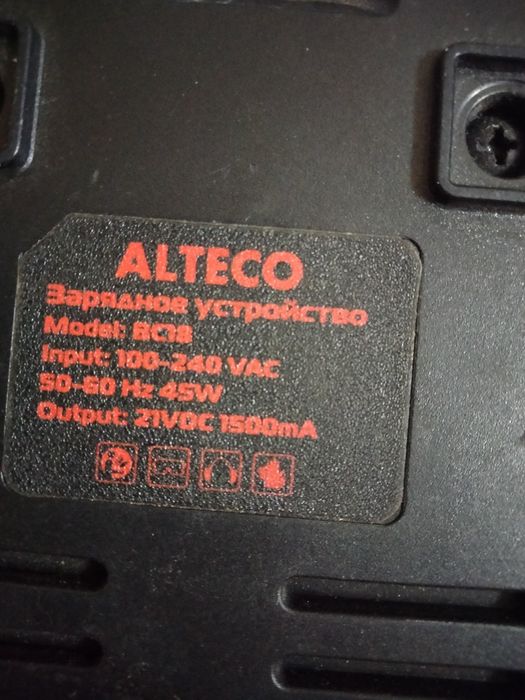 ALTECO
Зарядное устройство
Model: BC18
Input: 100-240 VAC
50-60 Hz 45W
Output: 21VDC 1500mA